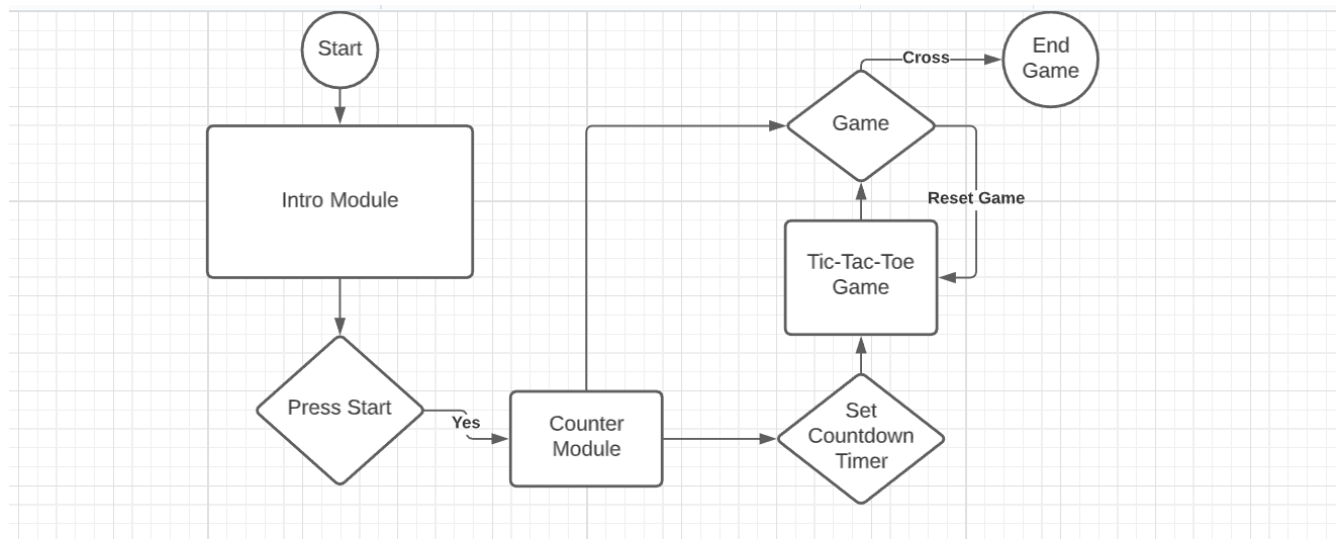 Start
Intro Module
Press Start
Yes
Counter
Module
Set
Countdown
Timer
Tic-Tac-Toe
Game
Game
Reset Game
Cross
End
Game